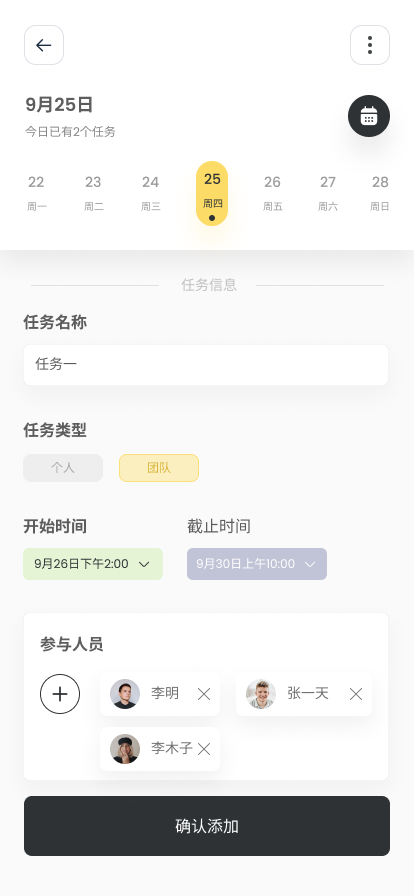 9月25日
今日已有2个任务
22 23 24 25 26 27 28
周一 周二 周三 周四 周五 周六 周日
任务信息
任务名称
任务一
任务类型
个人 团队
开始时间 截止时间
9月26日下午2:00 9月30日上午10:00
参与人员
李明 张一天
李木子
确认添加